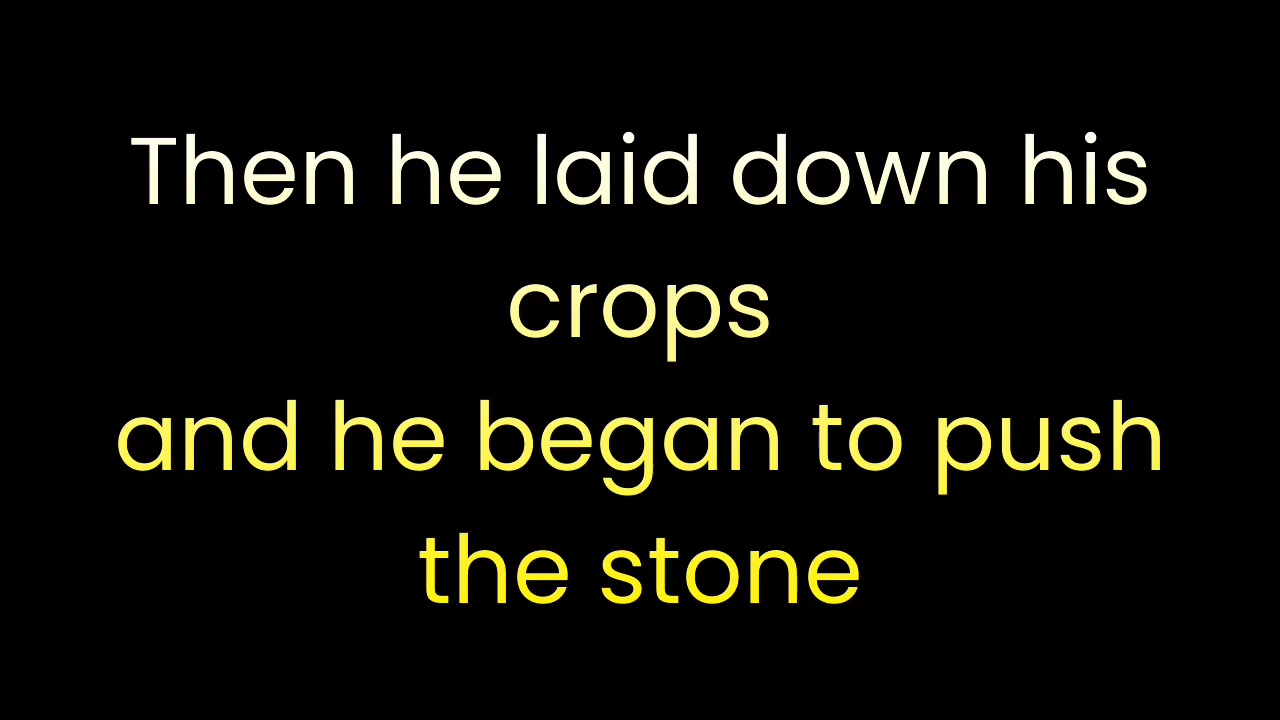 Then he laid down his
crops
and he began to push
the stone